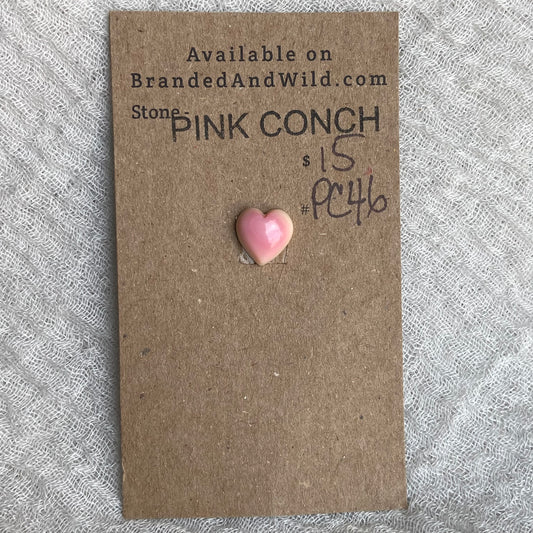 Available on
BrandedAndWild.com
Stone- PINK CONCH
$ 15
# PC46